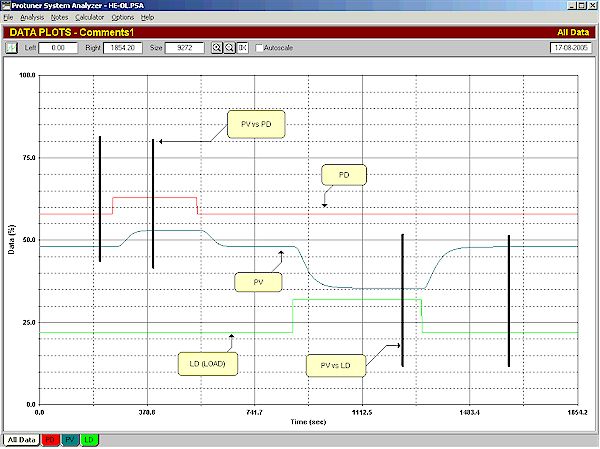 Protuner System Analyzer - HE-OL.PSA
File Analysis Notes Calculator Options Help
DATA PLOTS - Comments1 All Data
Left 0.00 Right 1854.20 Size 9272 Autoscale 17-08-2005
100.0
75.0
50.0
25.0
0.0
Data (%)
PV vs PD
PD
PV
LD (LOAD)
PV vs LD
0.0 370.8 741.7 1112.5 1483.4 1854.2
Time (sec)
All Data PD PV LD